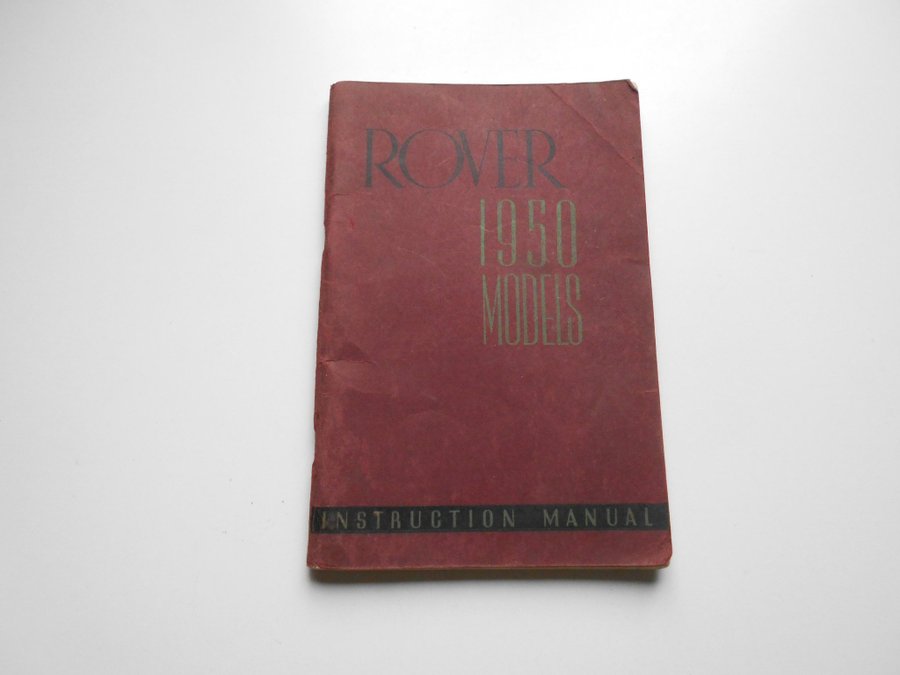 ROVER
1950
MODELS
INSTRUCTION MANUAL